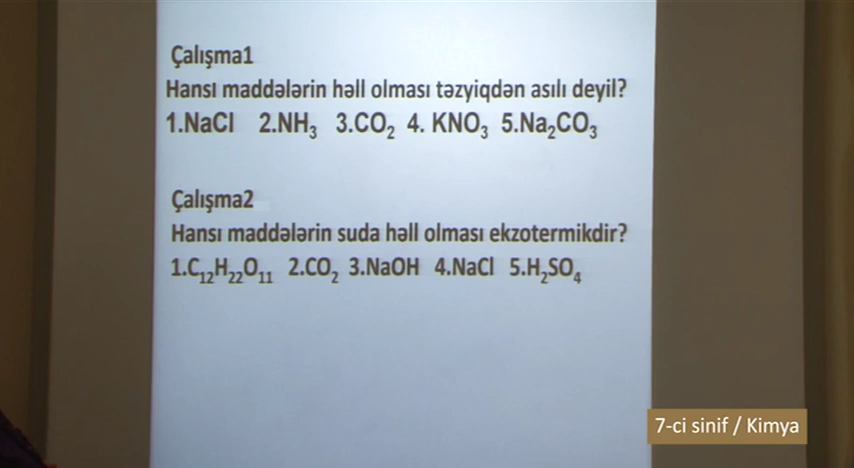 Çalışma1
Hansı maddələrin həll olması təzyiqdən asılı deyil?
1.NaCl 2.NH₃ 3.CO₂ 4. KNO₃ 5.Na₂CO₃
Çalışma2
Hansı maddələrin suda həll olması ekzotermikdir?
1.C₁₂H₂₂O₁₁ 2.CO₂ 3.NaOH 4.NaCl 5.H₂SO₄
7-ci sinif / Kimya